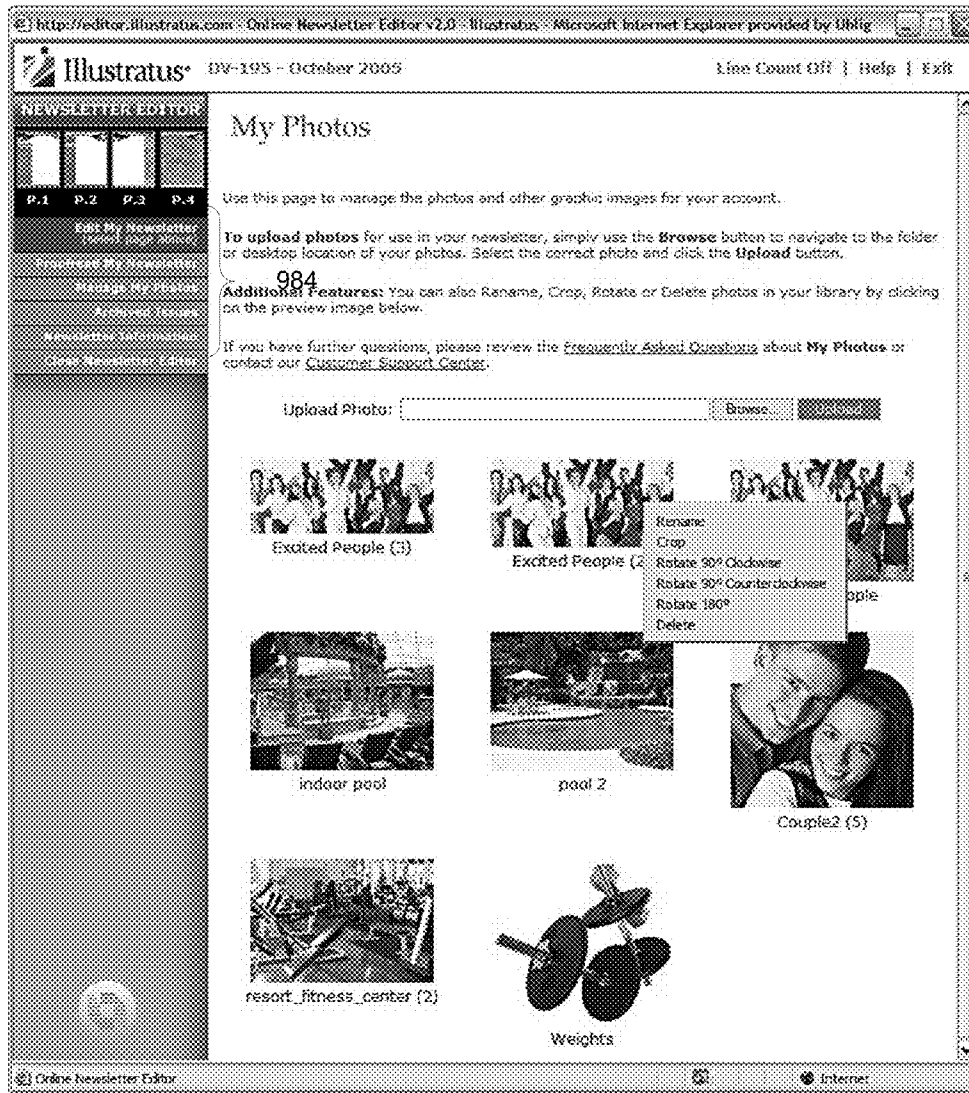 http://editor.illustratus.com - Online Newsletter Editor v2.0 - Illustratus - Microsoft Internet Explorer provided by Uhlig
Illustratus
DV-195 - October 2005
Line Count Off | Help | Exit
NEWSLETTER EDITOR
P.1 P.2 P.3 P.4
Edit My Newsletter
My Photos
Use this page to manage the photos and other graphic images for your account.
To upload photos for use in your newsletter, simply use the Browse button to navigate to the folder
or desktop location of your photos. Select the correct photo and click the Upload button.
984
Additional Features: You can also Rename, Crop, Rotate or Delete photos in your library by clicking
on the preview image below.
If you have further questions, please review the Frequently Asked Questions about My Photos or
contact our Customer Support Center.
Upload Photo: Browse... Upload
Excited People (3)
Excited People (2
ople
Rename
Crop
Rotate 90º Clockwise
Rotate 90º Counterclockwise
Rotate 180º
Delete
indoor pool
pool 2
Couple2 (5)
resort_fitness_center (2)
Weights
Online Newsletter Editor
Internet